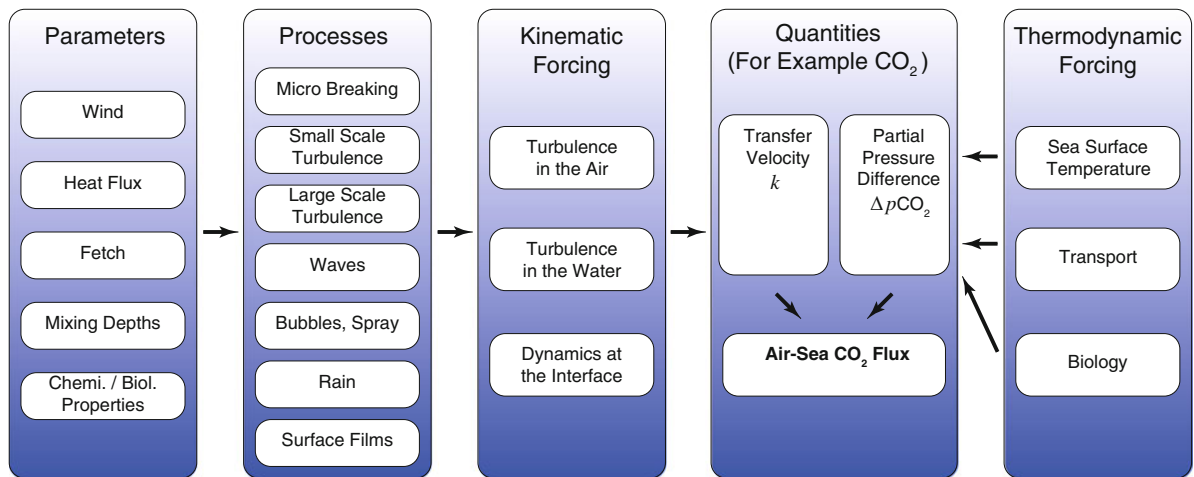 Parameters
Wind
Heat Flux
Fetch
Mixing Depths
Chemi. / Biol.
Properties
Processes
Micro Breaking
Small Scale
Turbulence
Large Scale
Turbulence
Waves
Bubbles, Spray
Rain
Surface Films
Kinematic
Forcing
Turbulence
in the Air
Turbulence
in the Water
Dynamics at
the Interface
Quantities
(For Example CO₂)
Transfer
Velocity
k
Partial
Pressure
Difference
ΔpCO₂
Air-Sea CO₂ Flux
Thermodynamic
Forcing
Sea Surface
Temperature
Transport
Biology